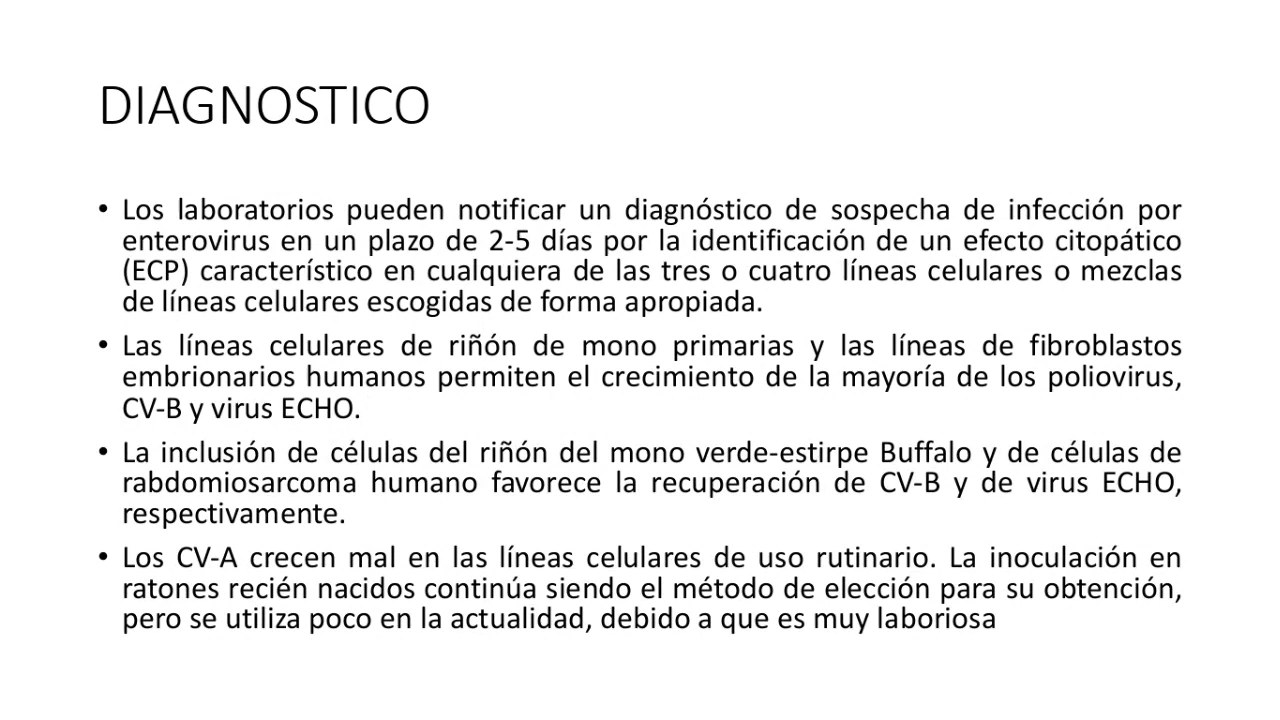 DIAGNOSTICO
• Los laboratorios pueden notificar un diagnóstico de sospecha de infección por
enterovirus en un plazo de 2-5 días por la identificación de un efecto citopático
(ECP) característico en cualquiera de las tres o cuatro líneas celulares o mezclas
de líneas celulares escogidas de forma apropiada.
• Las líneas celulares de riñón de mono primarias y las líneas de fibroblastos
embrionarios humanos permiten el crecimiento de la mayoría de los poliovirus,
CV-B y virus ECHO.
• La inclusión de células del riñón del mono verde-estirpe Buffalo y de células de
rabdomiosarcoma humano favorece la recuperación de CV-B y de virus ECHO,
respectivamente.
• Los CV-A crecen mal en las líneas celulares de uso rutinario. La inoculación en
ratones recién nacidos continúa siendo el método de elección para su obtención,
pero se utiliza poco en la actualidad, debido a que es muy laboriosa